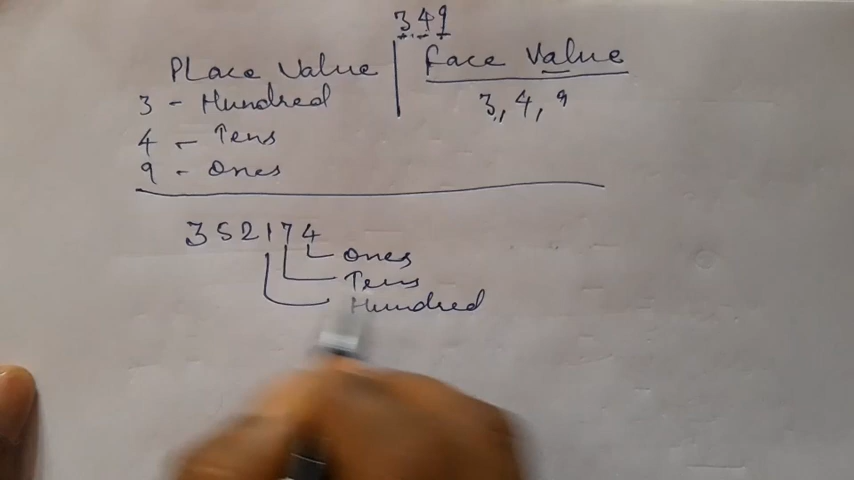 349
Place Value
Face Value
3 - Hundred
3, 4, 9
4 - Tens
9 - Ones
352174
Ones
Tens
Hundred